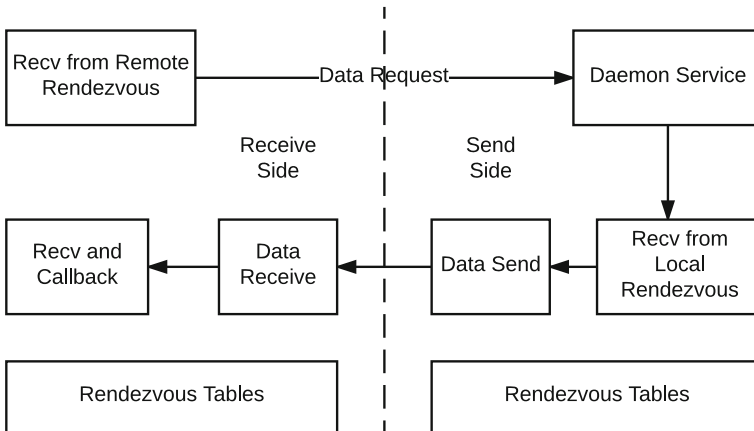 Recv from Remote
Rendezvous
Data Request
Daemon Service
Receive
Side
Send
Side
Recv and
Callback
Data
Receive
Data Send
Recv from
Local
Rendezvous
Rendezvous Tables
Rendezvous Tables